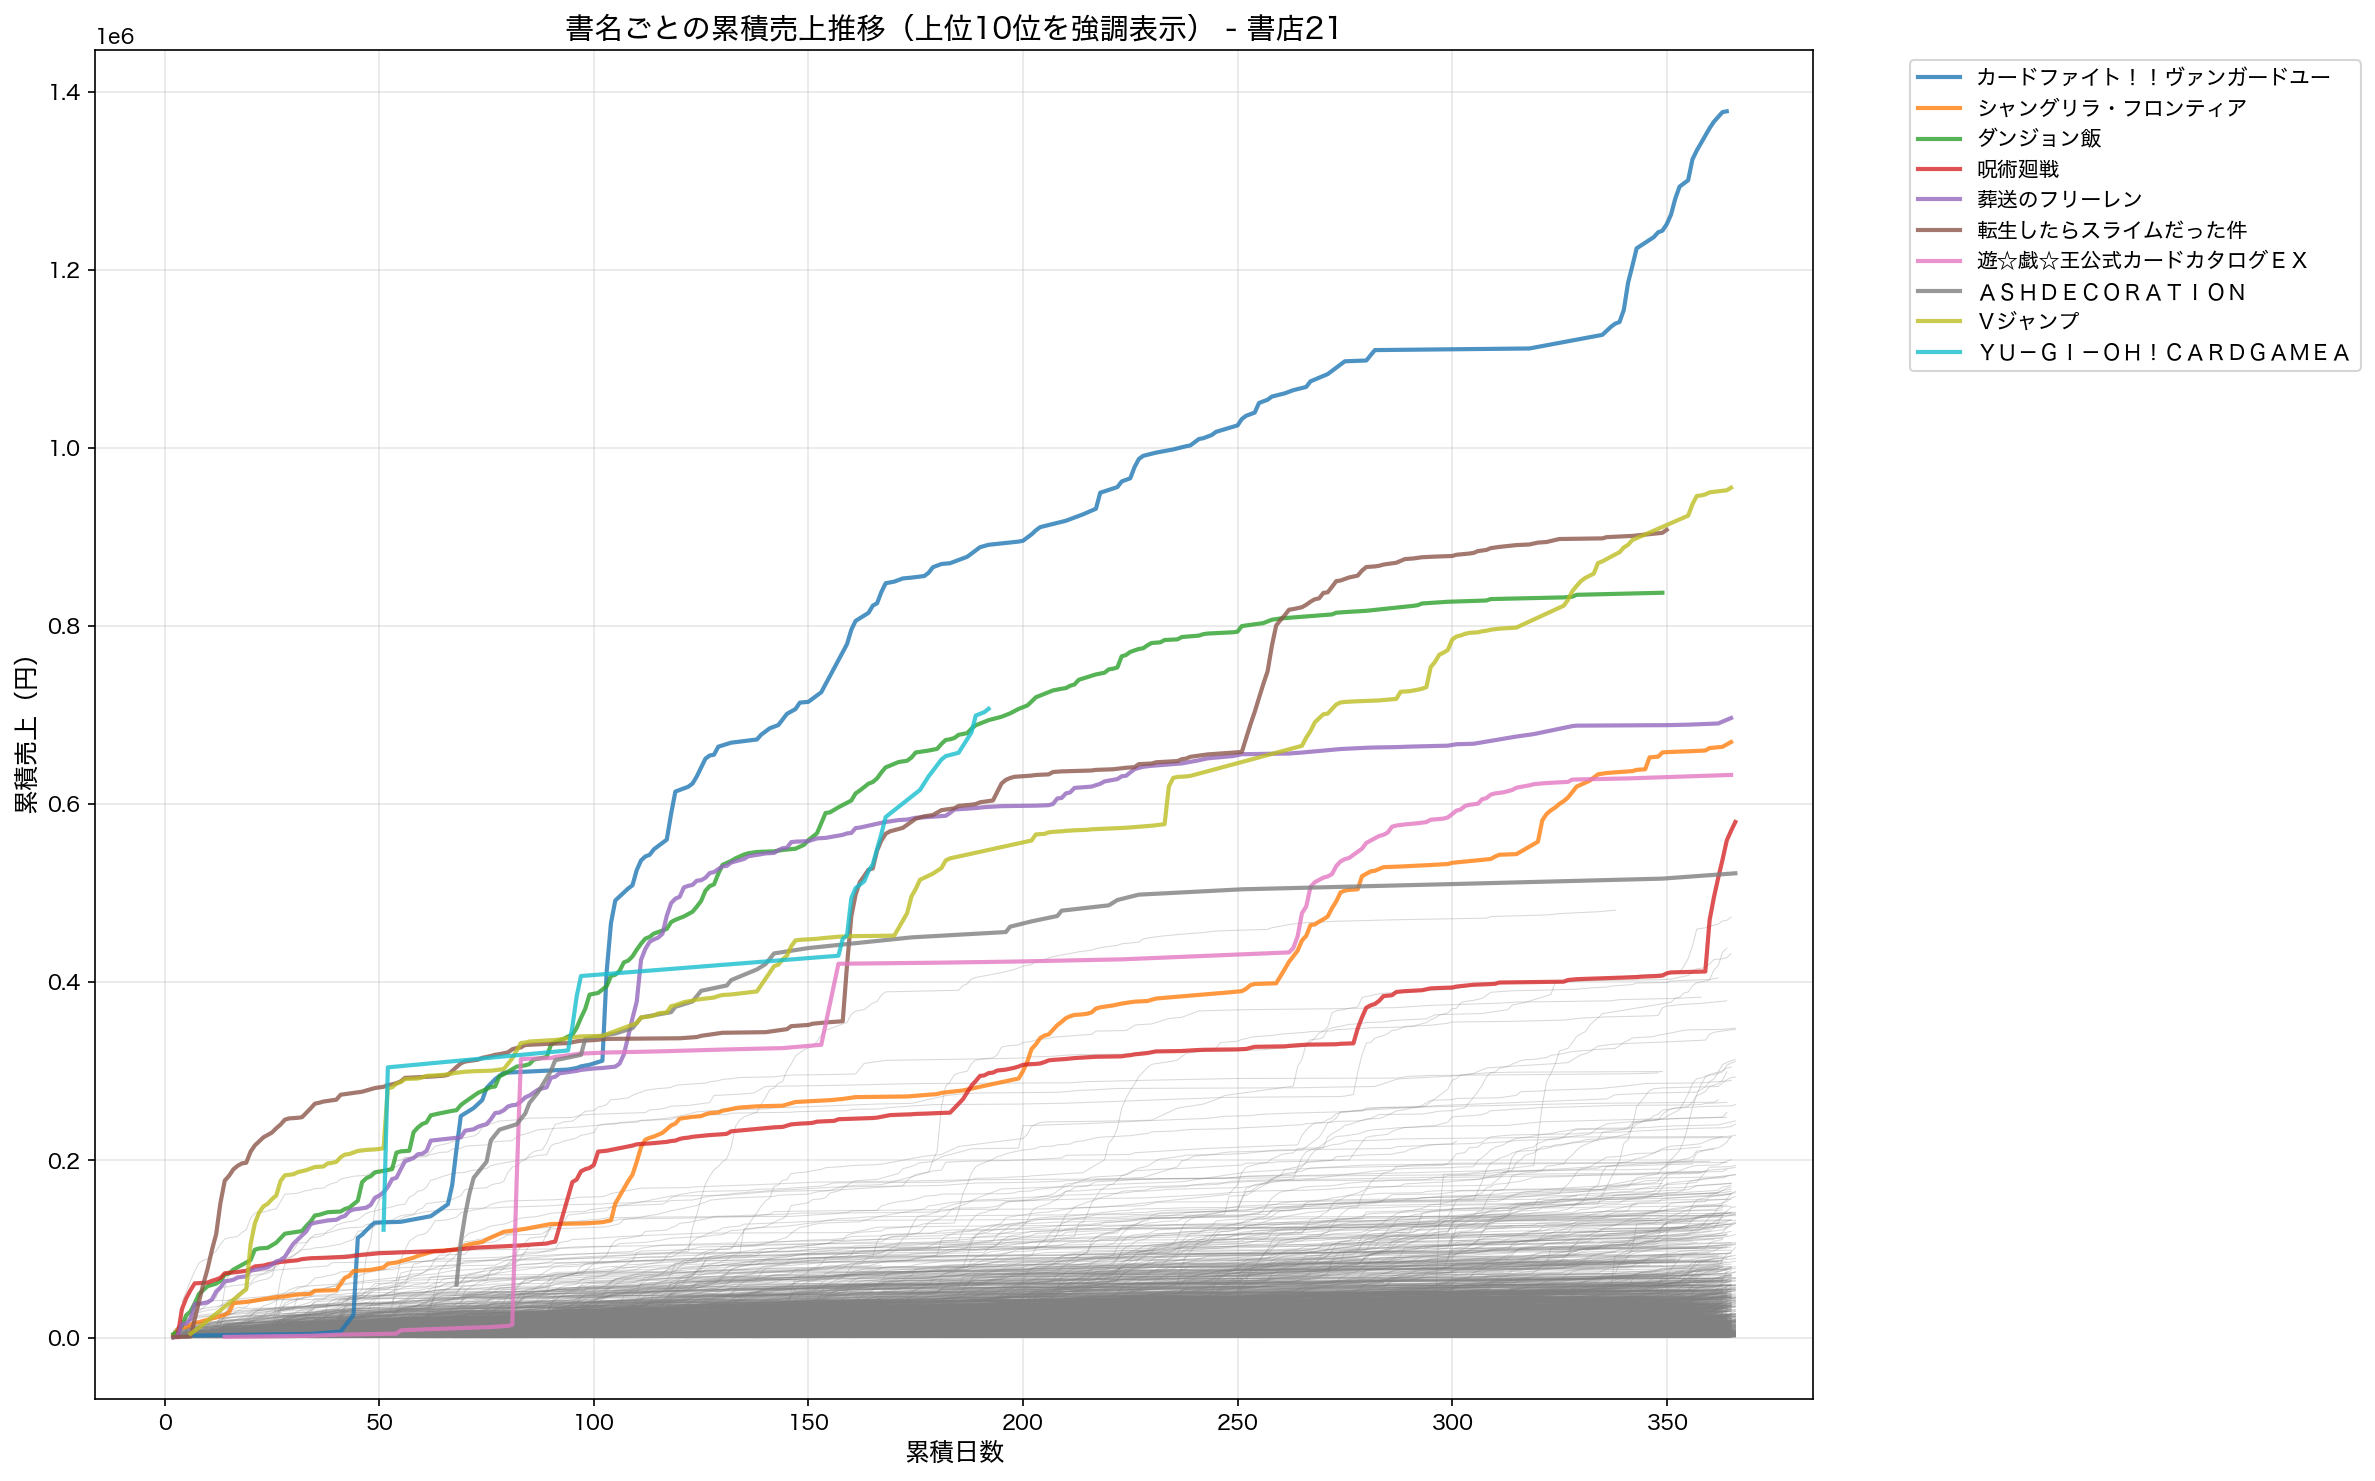 書名ごとの累積売上推移（上位10位を強調表示） - 書店21
1e6
1.4
1.2
1.0
0.8
0.6
0.4
0.2
0.0
累積売上（円）
0 50 100 150 200 250 300 350
累積日数
カードファイト！！ヴァンガードユー
シャングリラ・フロンティア
ダンジョン飯
呪術廻戦
葬送のフリーレン
転生したらスライムだった件
遊☆戯☆王公式カードカタログＥＸ
ＡＳＨＤＥＣＯＲＡＴＩＯＮ
Ｖジャンプ
ＹＵ－ＧＩ－ＯＨ！ＣＡＲＤＧＡＭＥＡ